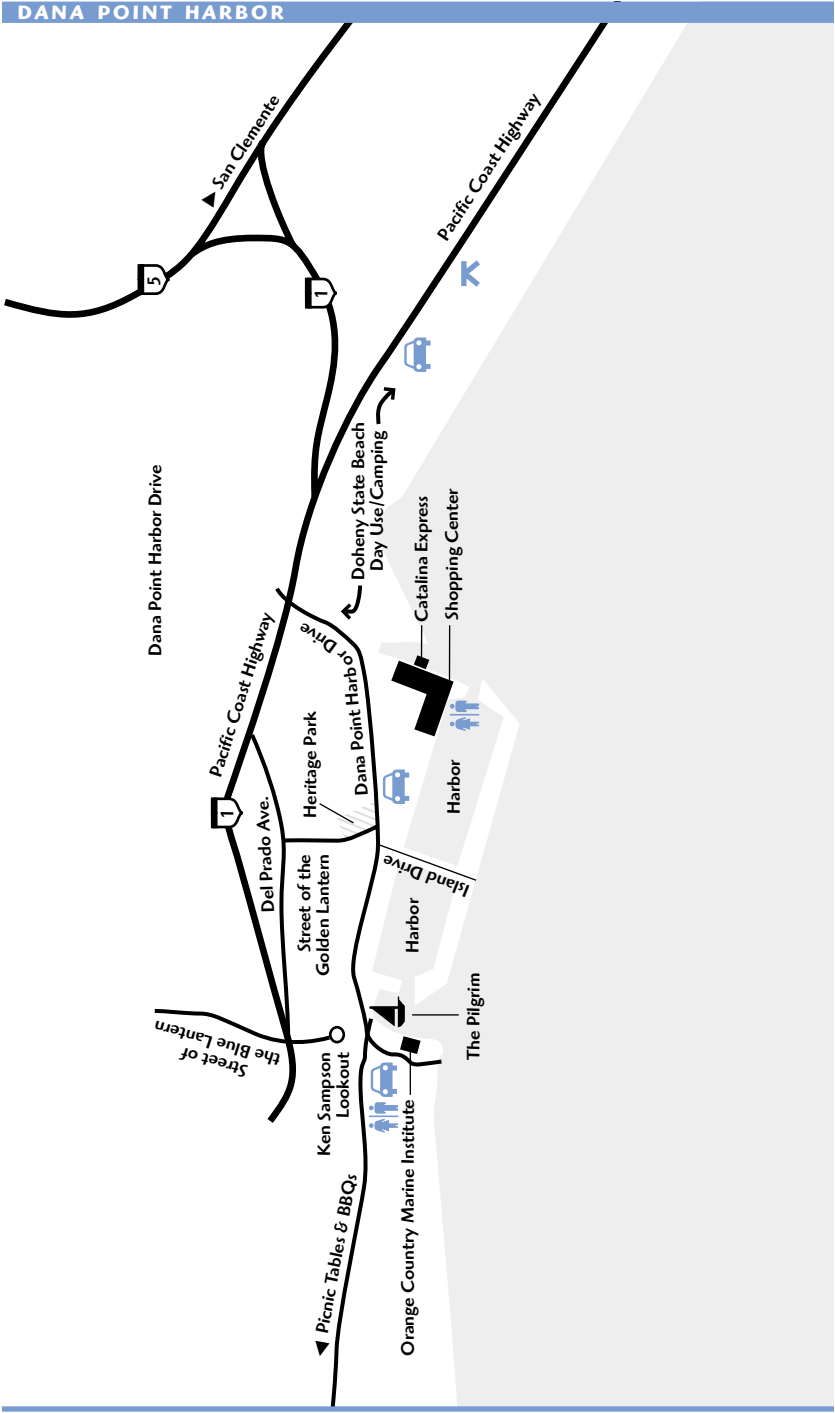 DANA POINT HARBOR
San Clemente
5
1
Pacific Coast Highway
K
Dana Point Harbor Drive
Doheny State Beach
Day Use/Camping
Catalina Express
Shopping Center
Pacific Coast Highway
1
Dana Point Harbor Drive
Heritage Park
Del Prado Ave.
Harbor
Island Drive
Street of the
Golden Lantern
Harbor
Street of
the Blue Lantern
Ken Sampson
Lookout
The Pilgrim
Orange Country Marine Institute
Picnic Tables & BBQs